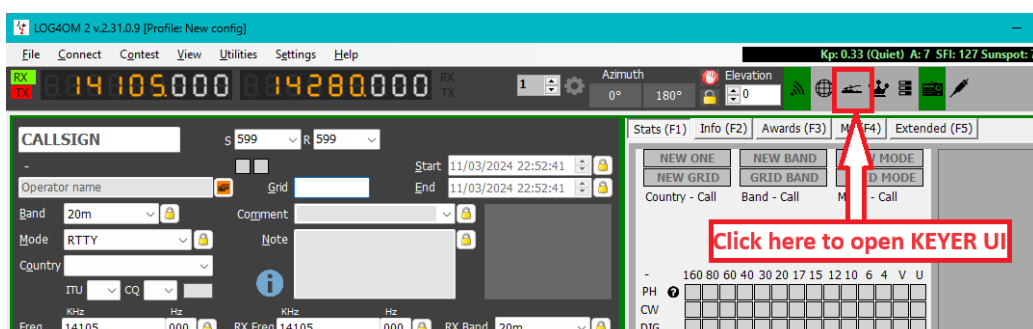 LOG4OM 2 v.2.31.0.9 [Profile: New config]
File Connect Contest View Utilities Settings Help
Kp: 0.33 (Quiet) A: 7 SFI: 127 Sunspot:
RX TX 14105.000 14280.000 RX TX 1 Azimuth 0° 180° Elevation 0
CALLSIGN S 599 R 599
Stats (F1) Info (F2) Awards (F3) (F4) Extended (F5)
- Start 11/03/2024 22:52:41
NEW ONE NEW BAND MODE
Operator name Grid End 11/03/2024 22:52:41
NEW GRID GRID BAND MODE
Country - Call Band - Call - Call
Band 20m Comment
Mode RTTY Note
Click here to open KEYER UI
Country
ITU CQ
- 160 80 60 40 30 20 17 15 12 10 6 4 V U
PH
CW
DIG
KHz Hz KHz Hz
Freq 14105 000 RX Freq 14105 000 RX Band 20m